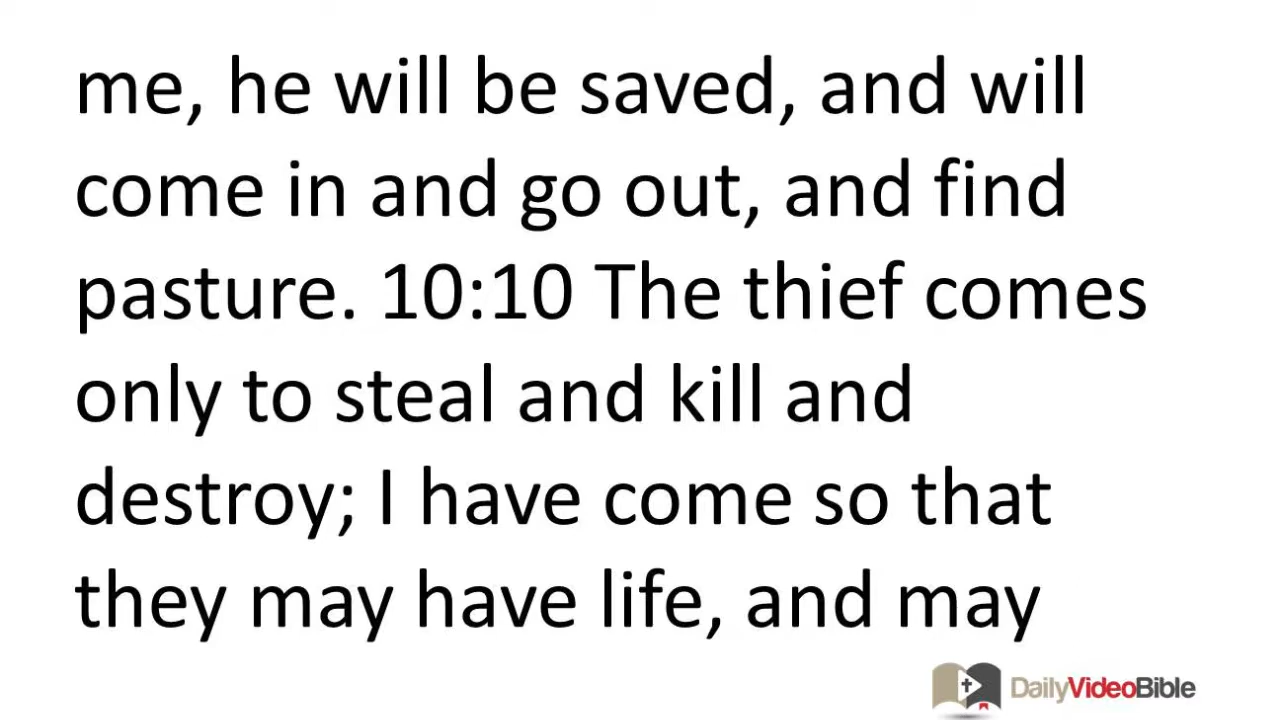 me, he will be saved, and will
come in and go out, and find
pasture. 10:10 The thief comes
only to steal and kill and
destroy; I have come so that
they may have life, and may
DailyVideoBible